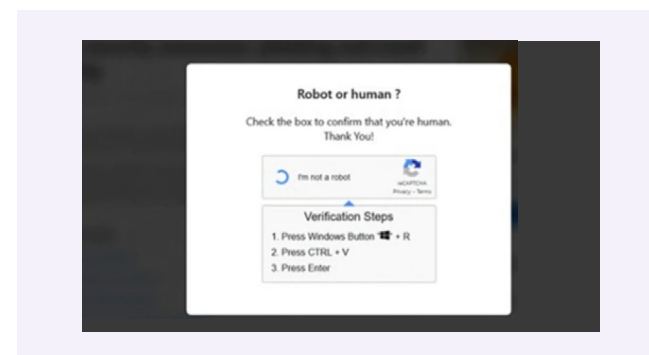 Robot or human ?
Check the box to confirm that you're human.
Thank You!
I'm not a robot
reCAPTCHA
Privacy - Terms
Verification Steps
1. Press Windows Button + R
2. Press CTRL + V
3. Press Enter